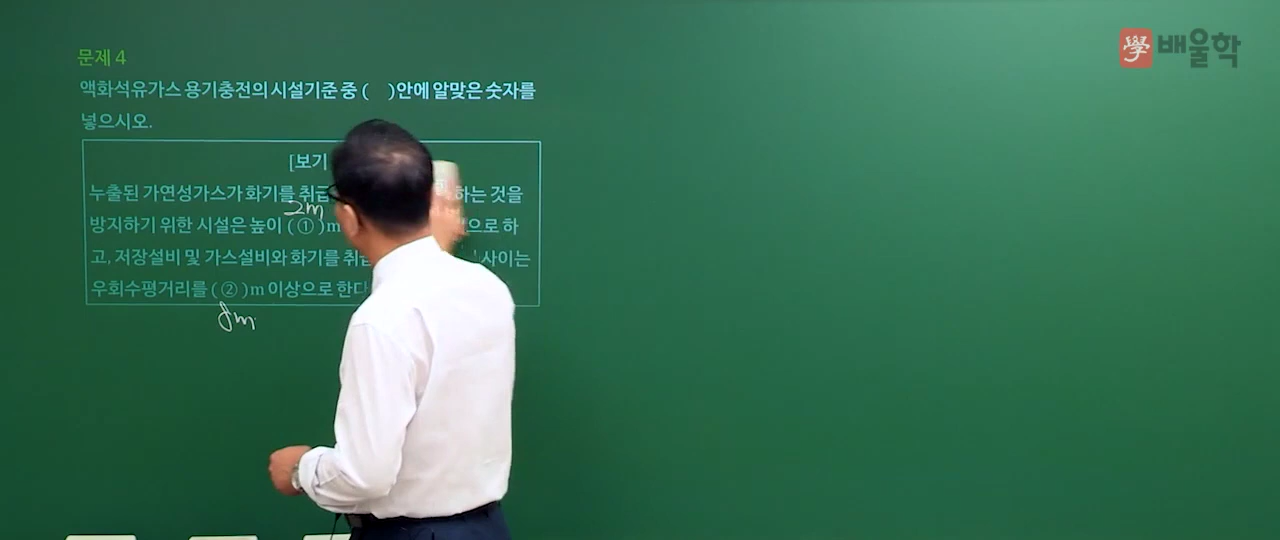 學 배울학
문제 4
액화석유가스 용기충전의 시설기준 중 ( )안에 알맞은 숫자를
넣으시오.
[보기
누출된 가연성가스가 화기를 취급 하는 것을
2m
방지하기 위한 시설은 높이 ( ① )m 으로 하
고, 저장설비 및 가스설비와 화기를 취급 사이는
우회수평거리를 ( ② )m 이상으로 한다
8m